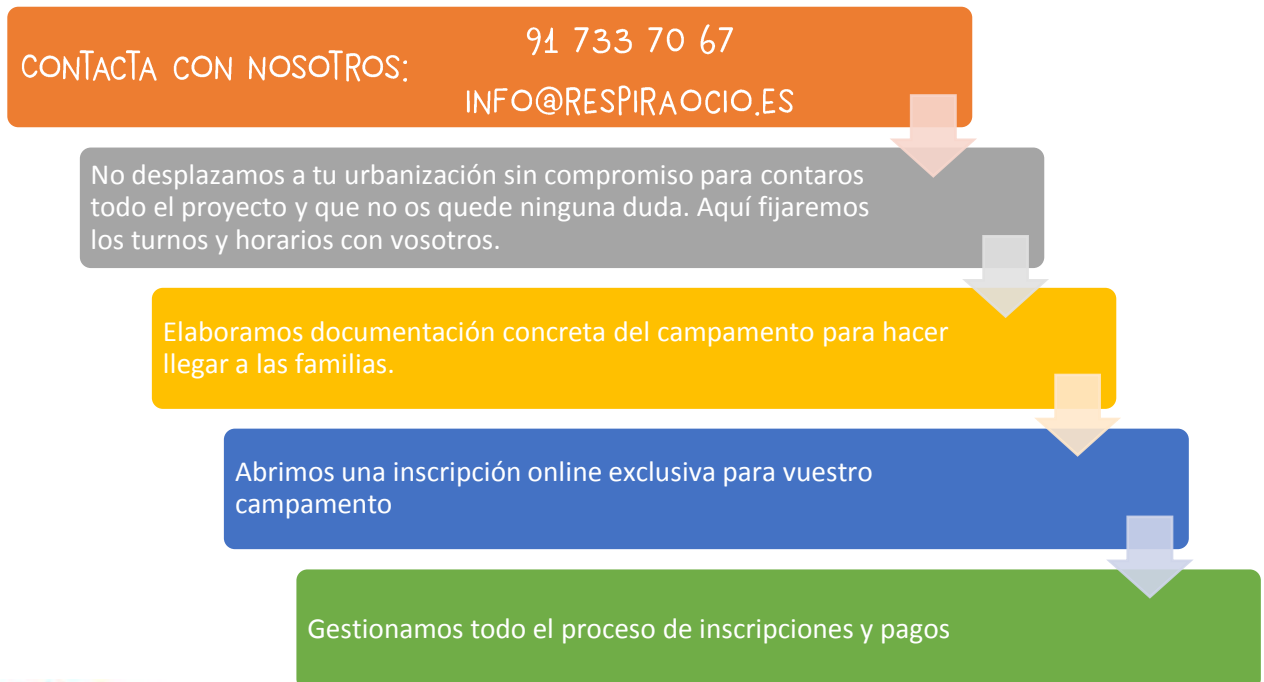 CONTACTA CON NOSOTROS:
91 733 70 67
INFO@RESPIRAOCIO.ES
No desplazamos a tu urbanización sin compromiso para contaros
todo el proyecto y que no os quede ninguna duda. Aquí fijaremos
los turnos y horarios con vosotros.
Elaboramos documentación concreta del campamento para hacer
llegar a las familias.
Abrimos una inscripción online exclusiva para vuestro
campamento
Gestionamos todo el proceso de inscripciones y pagos